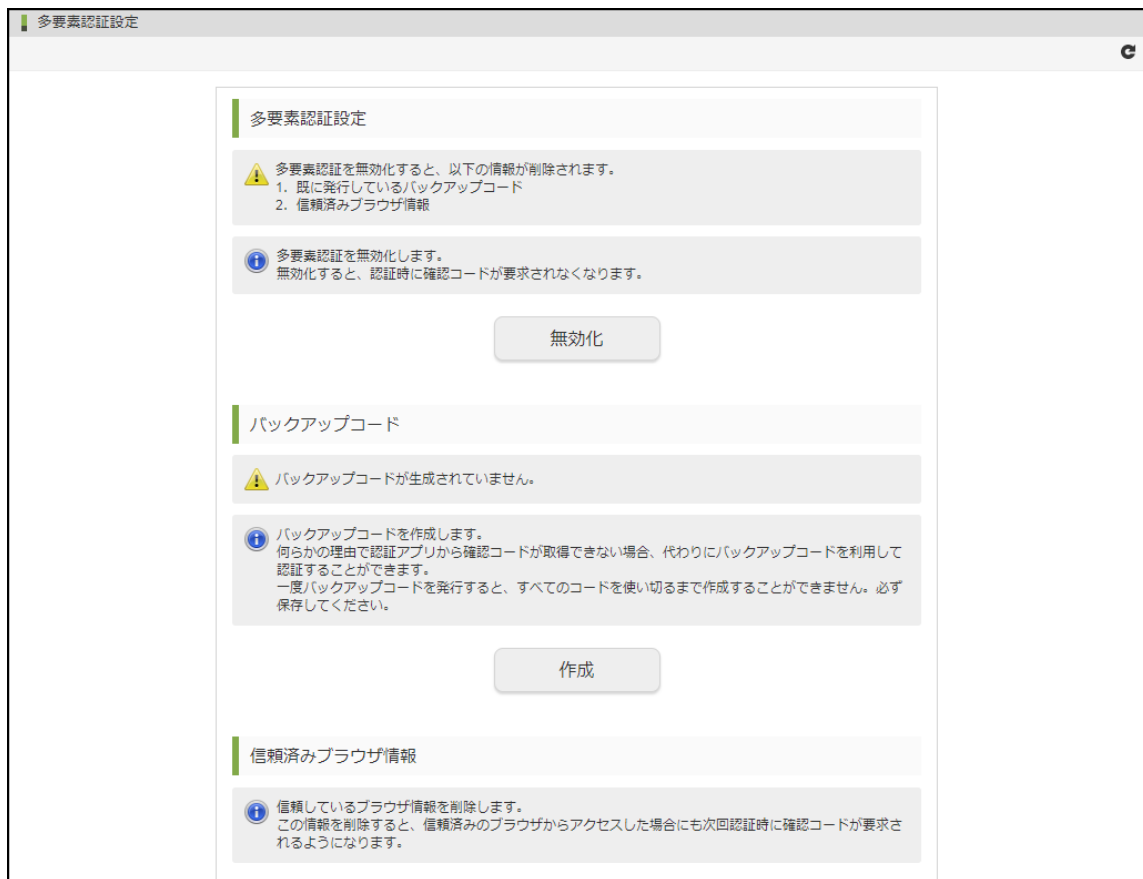 多要素認証設定
多要素認証設定
多要素認証を無効化すると、以下の情報が削除されます。
1. 既に発行しているバックアップコード
2. 信頼済みブラウザ情報
多要素認証を無効化します。
無効化すると、認証時に確認コードが要求されなくなります。
無効化
バックアップコード
バックアップコードが生成されていません。
バックアップコードを作成します。
何らかの理由で認証アプリから確認コードが取得できない場合、代わりにバックアップコードを利用して
認証することができます。
一度バックアップコードを発行すると、すべてのコードを使い切るまで作成することができません。必ず
保存してください。
作成
信頼済みブラウザ情報
信頼しているブラウザ情報を削除します。
この情報を削除すると、信頼済みのブラウザからアクセスした場合にも次回認証時に確認コードが要求さ
れるようになります。